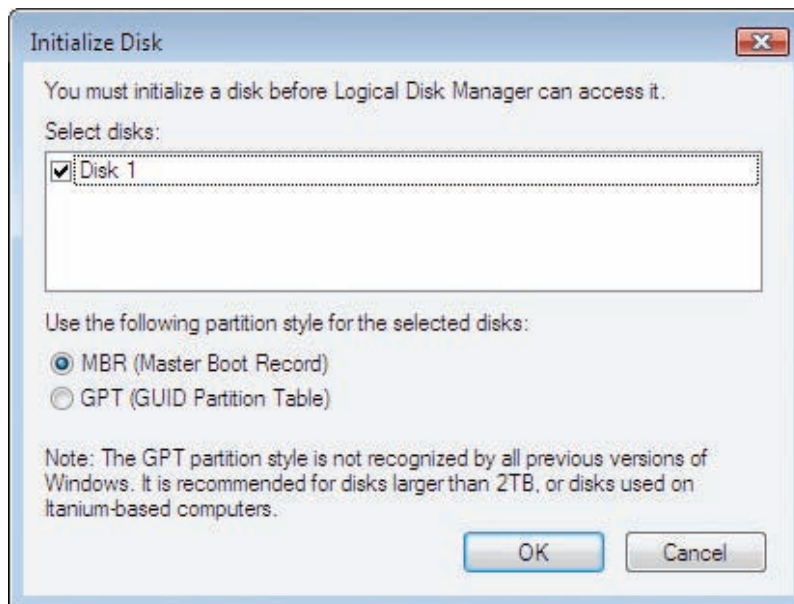 Initialize Disk
You must initialize a disk before Logical Disk Manager can access it.
Select disks:
Disk 1
Use the following partition style for the selected disks:
MBR (Master Boot Record)
GPT (GUID Partition Table)
Note: The GPT partition style is not recognized by all previous versions of
Windows. It is recommended for disks larger than 2TB, or disks used on
Itanium-based computers.
OK
Cancel